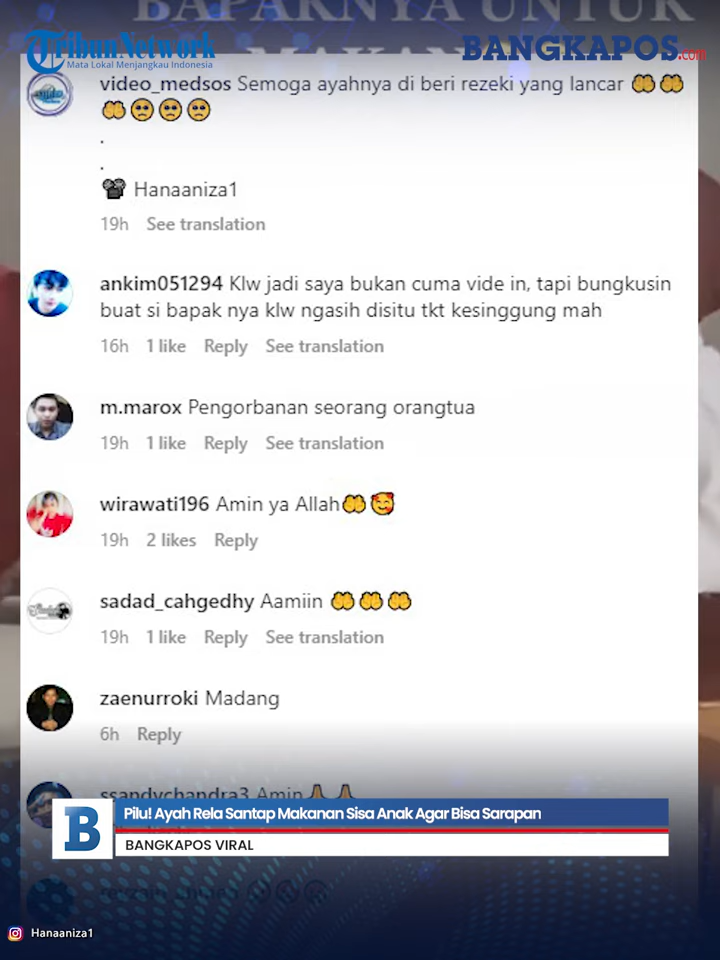 BAPAKNYA UNTUK
TribunNetwork
Mata Lokal Menjangkau Indonesia
BANGKAPOS.com
video_medsos Semoga ayahnya di beri rezeki yang lancar 🤲🤲
🤲🥺🥺🥺
.
.
📽 Hanaaniza1
19h See translation
ankim051294 Klw jadi saya bukan cuma vide in, tapi bungkusin
buat si bapak nya klw ngasih disitu tkt kesinggung mah
16h 1 like Reply See translation
m.marox Pengorbanan seorang orangtua
19h 1 like Reply See translation
wirawati196 Amin ya Allah🤲🥰
19h 2 likes Reply
sadad_cahgedhy Aamiin 🤲🤲🤲
19h 1 like Reply See translation
zaenurroki Madang
6h Reply
ssandychandra3 Amin🙏🙏
B
Pilu! Ayah Rela Santap Makanan Sisa Anak Agar Bisa Sarapan
BANGKAPOS VIRAL
Hanaaniza1